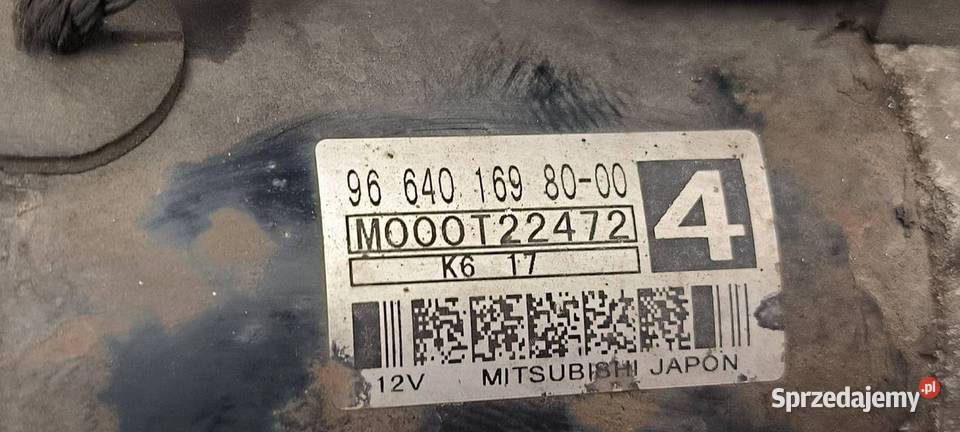 96 640 169 80-00
4
M000T22472
K6 17
12V MITSUBISHI JAPON
Sprzedajemy.pl